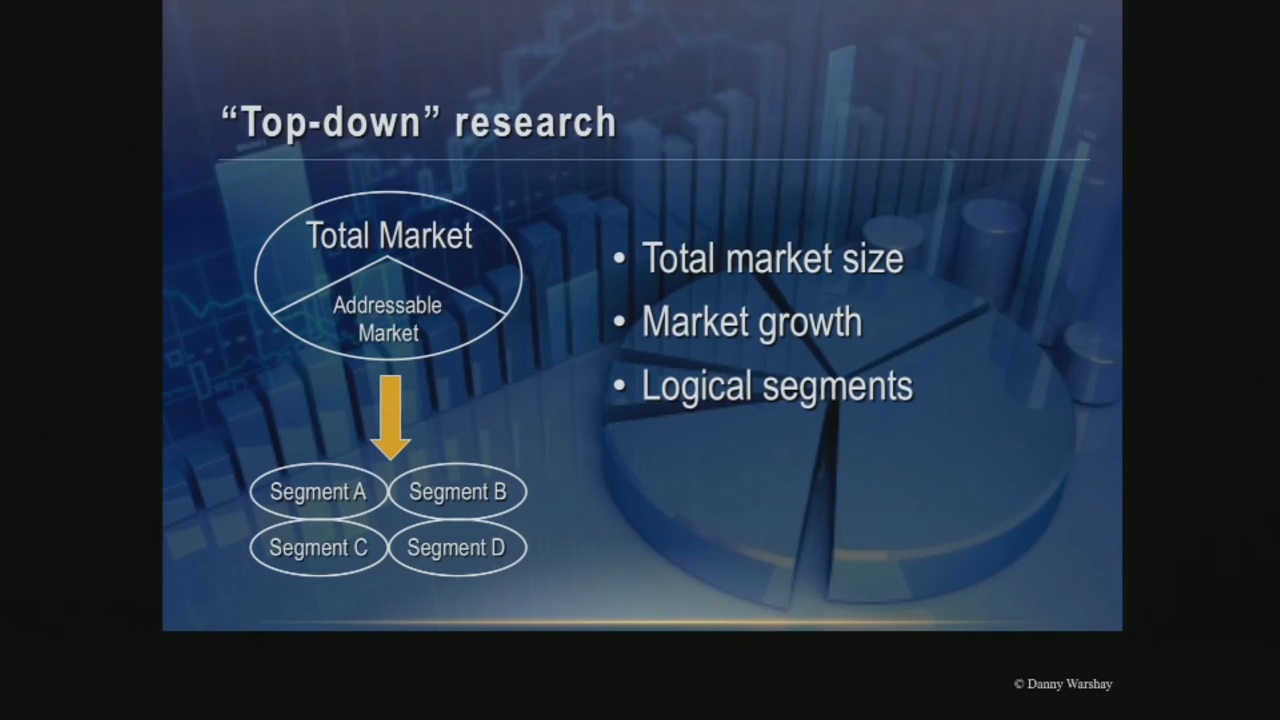 “Top-down” research
Total Market
Addressable
Market
• Total market size
• Market growth
• Logical segments
Segment A
Segment B
Segment C
Segment D
© Danny Warshay